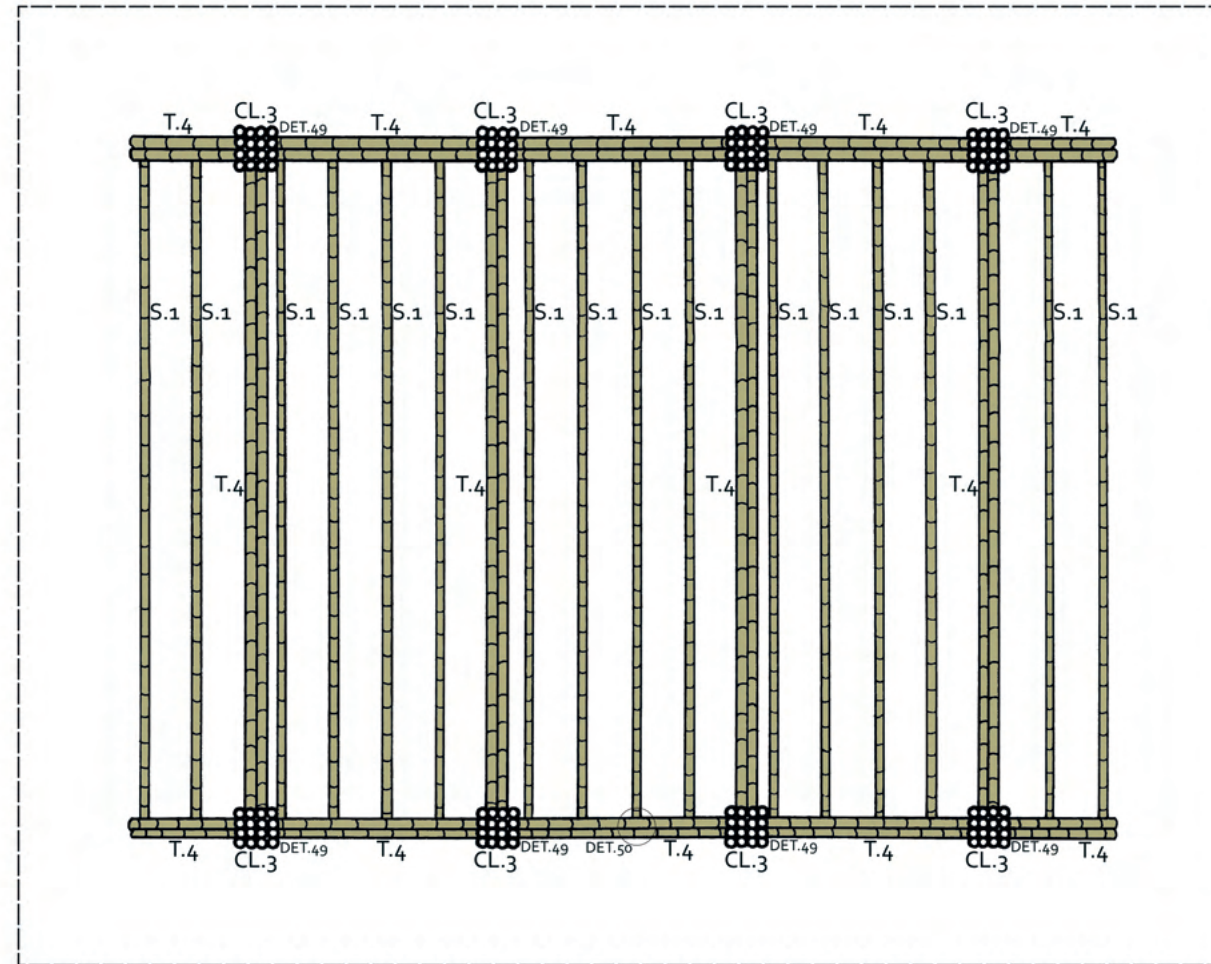 CL.3 CL.3 CL.3 CL.3
T.4 DET.49 T.4 DET.49 T.4 DET.49 T.4 DET.49 T.4
S.1 S.1 S.1 S.1 S.1 S.1 S.1 S.1 S.1 S.1 S.1 S.1 S.1 S.1 S.1 S.1
T.4 T.4 T.4 T.4
T.4 DET.49 T.4 DET.49 DET.50 T.4 DET.49 T.4 DET.49 T.4
CL.3 CL.3 CL.3 CL.3